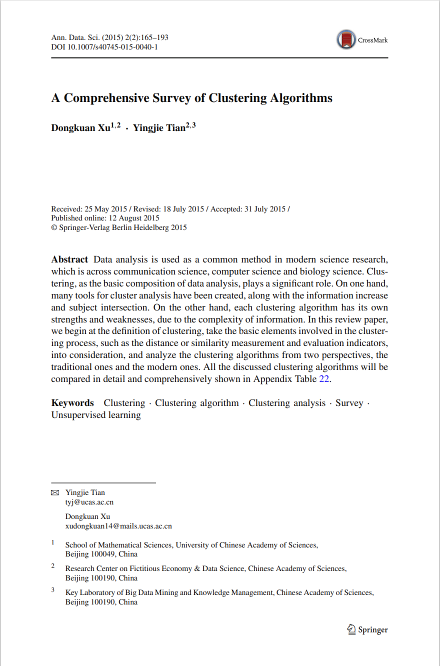 Ann. Data. Sci. (2015) 2(2):165–193
DOI 10.1007/s40745-015-0040-1
CrossMark
A Comprehensive Survey of Clustering Algorithms
Dongkuan Xu1,2 · Yingjie Tian2,3
Received: 25 May 2015 / Revised: 18 July 2015 / Accepted: 31 July 2015 /
Published online: 12 August 2015
© Springer-Verlag Berlin Heidelberg 2015
Abstract Data analysis is used as a common method in modern science research,
which is across communication science, computer science and biology science. Clus-
tering, as the basic composition of data analysis, plays a significant role. On one hand,
many tools for cluster analysis have been created, along with the information increase
and subject intersection. On the other hand, each clustering algorithm has its own
strengths and weaknesses, due to the complexity of information. In this review paper,
we begin at the definition of clustering, take the basic elements involved in the cluster-
ing process, such as the distance or similarity measurement and evaluation indicators,
into consideration, and analyze the clustering algorithms from two perspectives, the
traditional ones and the modern ones. All the discussed clustering algorithms will be
compared in detail and comprehensively shown in Appendix Table 22.
Keywords Clustering · Clustering algorithm · Clustering analysis · Survey ·
Unsupervised learning
Yingjie Tian
tyj@ucas.ac.cn
Dongkuan Xu
xudongkuan14@mails.ucas.ac.cn
1 School of Mathematical Sciences, University of Chinese Academy of Sciences,
Beijing 100049, China
2 Research Center on Fictitious Economy & Data Science, Chinese Academy of Sciences,
Beijing 100190, China
3 Key Laboratory of Big Data Mining and Knowledge Management, Chinese Academy of Sciences,
Beijing 100190, China
Springer